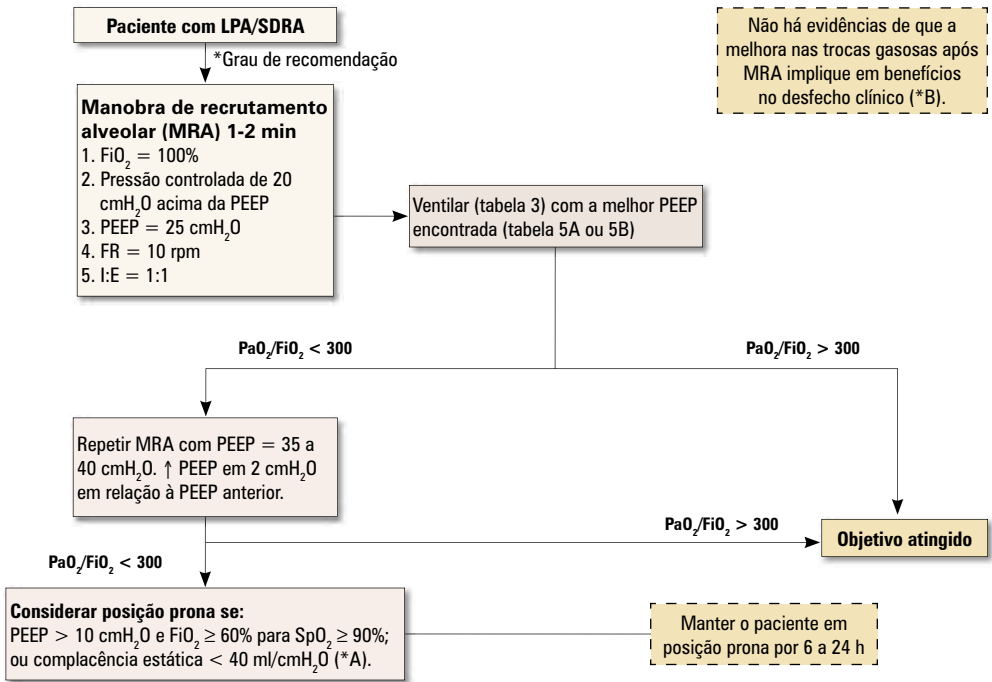 Paciente com LPA/SDRA
*Grau de recomendação
Não há evidências de que a
melhora nas trocas gasosas após
MRA implique em benefícios
no desfecho clínico (*B).
Manobra de recrutamento
alveolar (MRA) 1-2 min
1. FiO₂ = 100%
2. Pressão controlada de 20
cmH₂O acima da PEEP
3. PEEP = 25 cmH₂O
4. FR = 10 rpm
5. I:E = 1:1
Ventilar (tabela 3) com a melhor PEEP
encontrada (tabela 5A ou 5B)
PaO₂/FiO₂ < 300
PaO₂/FiO₂ > 300
Repetir MRA com PEEP = 35 a
40 cmH₂O. ↑ PEEP em 2 cmH₂O
em relação à PEEP anterior.
PaO₂/FiO₂ > 300
Objetivo atingido
PaO₂/FiO₂ < 300
Considerar posição prona se:
PEEP > 10 cmH₂O e FiO₂ ≥ 60% para SpO₂ ≥ 90%;
ou complacência estática < 40 ml/cmH₂O (*A).
Manter o paciente em
posição prona por 6 a 24 h